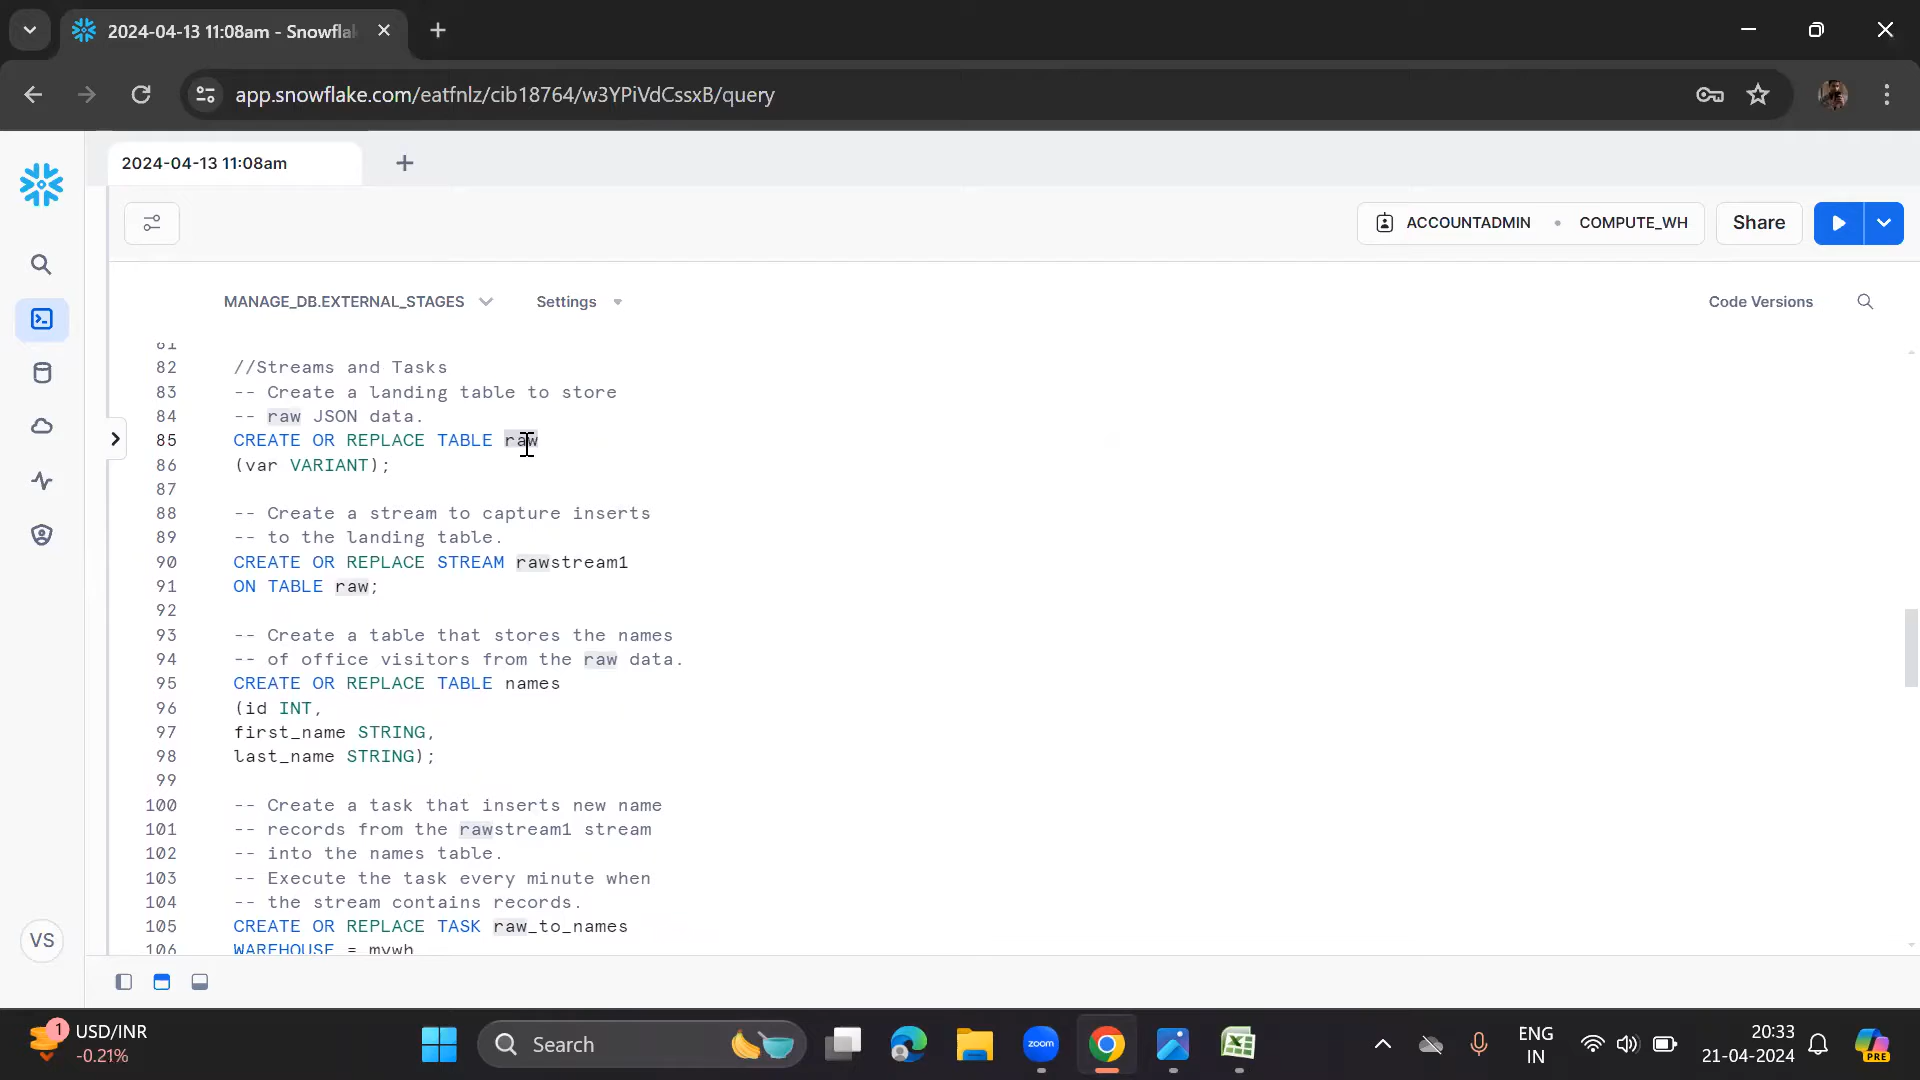 2024-04-13 11:08am - Snowfla
app.snowflake.com/eatfnlz/cib18764/w3YPiVdCssxB/query
2024-04-13 11:08am
ACCOUNTADMIN • COMPUTE_WH
Share
MANAGE_DB.EXTERNAL_STAGES
Settings
Code Versions
81
82 //Streams and Tasks
83 -- Create a landing table to store
84 -- raw JSON data.
85 CREATE OR REPLACE TABLE raw
86 (var VARIANT);
87
88 -- Create a stream to capture inserts
89 -- to the landing table.
90 CREATE OR REPLACE STREAM rawstream1
91 ON TABLE raw;
92
93 -- Create a table that stores the names
94 -- of office visitors from the raw data.
95 CREATE OR REPLACE TABLE names
96 (id INT,
97 first_name STRING,
98 last_name STRING);
99
100 -- Create a task that inserts new name
101 -- records from the rawstream1 stream
102 -- into the names table.
103 -- Execute the task every minute when
104 -- the stream contains records.
105 CREATE OR REPLACE TASK raw_to_names
106 WAREHOUSE = mywh
VS
1
USD/INR
-0.21%
Search
zoom
ENG
IN
20:33
21-04-2024
PRE